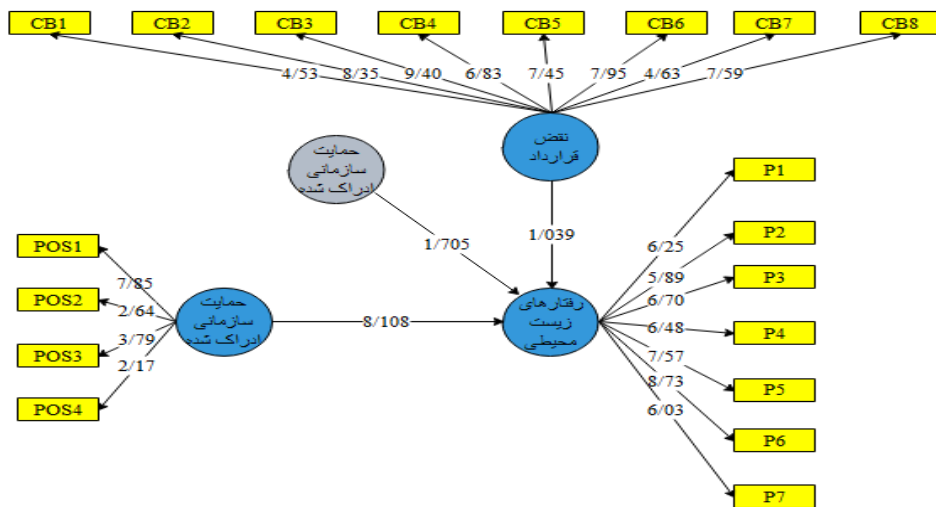 CB1 CB2 CB3 CB4 CB5 CB6 CB7 CB8
4/53 8/35 9/40 6/83 7/45 7/95 4/63 7/59
نقض
قرارداد
حمایت
سازمانی
ادراک شده
1/705
1/039
POS1
POS2
POS3
POS4
7/85
2/64
3/79
2/17
حمایت
سازمانی
ادراک شده
8/108
رفتارهای
زیست
محیطی
6/25
5/89
6/70
6/48
7/57
8/73
6/03
P1
P2
P3
P4
P5
P6
P7